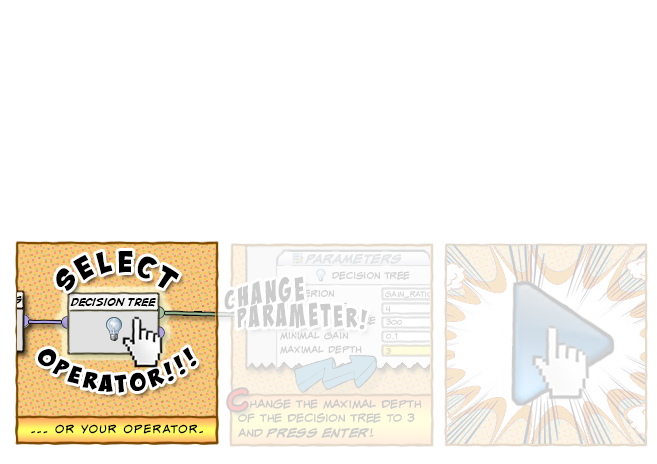 SELECT
DECISION TREE
OPERATOR!!!
... OR YOUR OPERATOR.
PARAMETERS
DECISION TREE
CHANGE
PARAMETER!
GAIN_RATIO
4
300
MINIMAL GAIN
0.1
MAXIMAL DEPTH
3
CHANGE THE MAXIMAL DEPTH
OF THE DECISION TREE TO 3
AND PRESS ENTER!